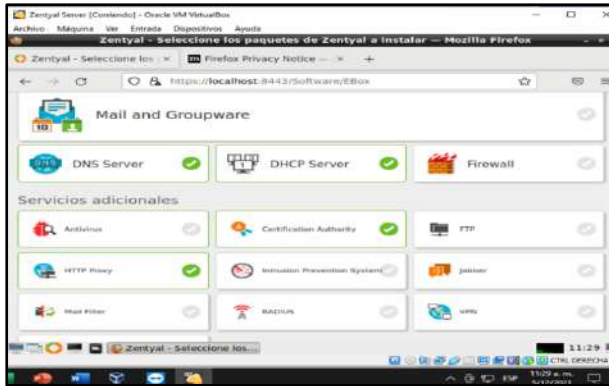 Zentyal Server [Corriendo] - Oracle VM VirtualBox
Archivo Máquina Ver Entrada Dispositivos Ayuda
Zentyal - Seleccione los paquetes de Zentyal a instalar — Mozilla Firefox
Zentyal - Seleccione los
Firefox Privacy Notice —
https://localhost:8443/Software/EBox
Mail and Groupware
DNS Server
DHCP Server
Firewall
Servicios adicionales
Antivirus
Certification Authority
FTP
HTTP Proxy
Intrusion Prevention System
Jabber
Mail Filter
RADIUS
VPN
Zentyal - Seleccione los...
11:29
CTRL DERECHA
ESP
11:29 p. m.